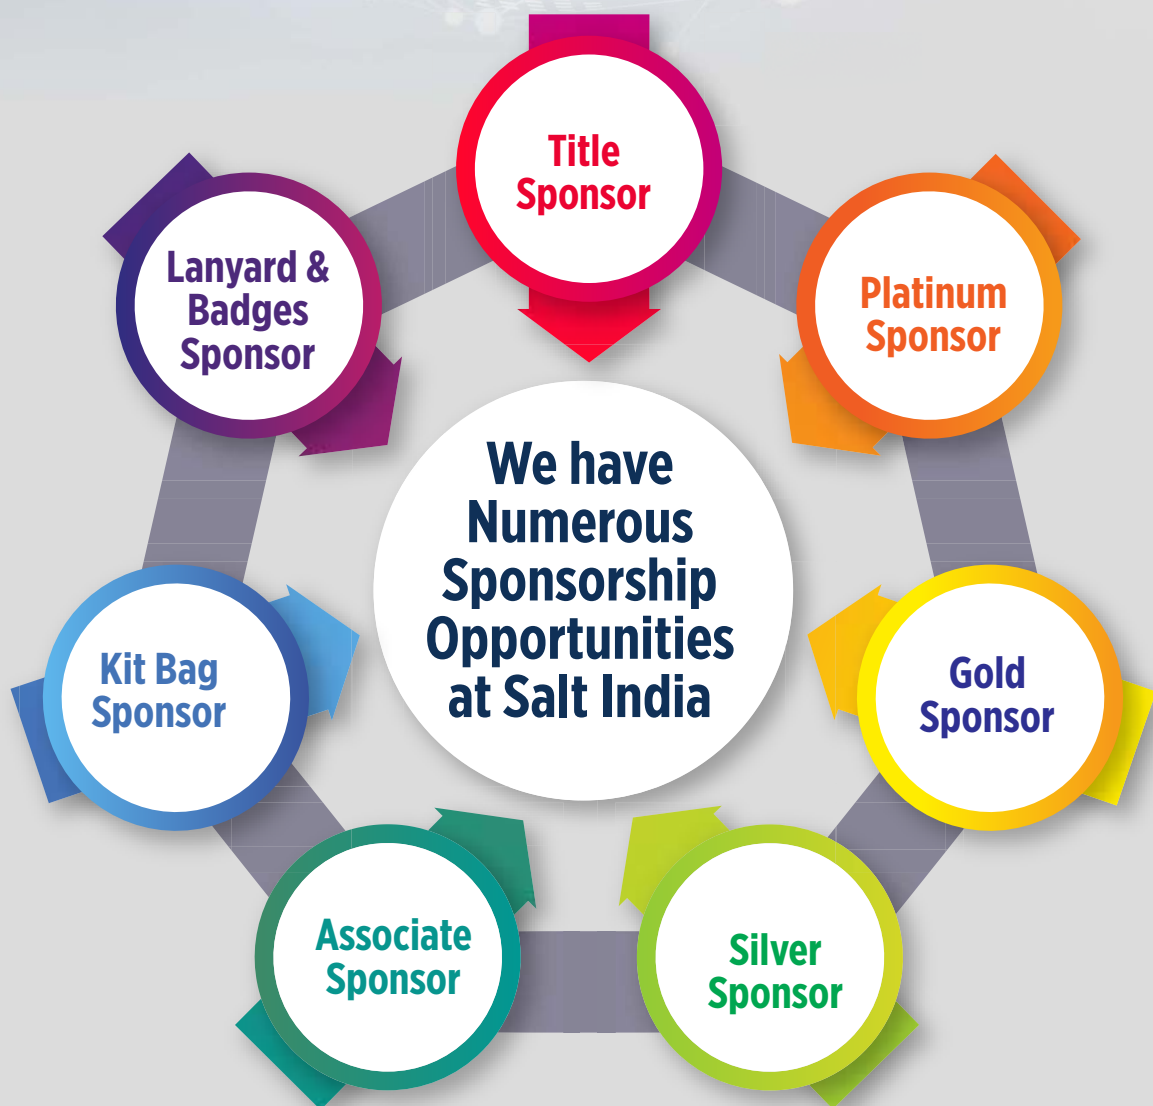 Title
Sponsor
Platinum
Sponsor
Gold
Sponsor
Silver
Sponsor
Associate
Sponsor
Kit Bag
Sponsor
Lanyard &
Badges
Sponsor
We have
Numerous
Sponsorship
Opportunities
at Salt India